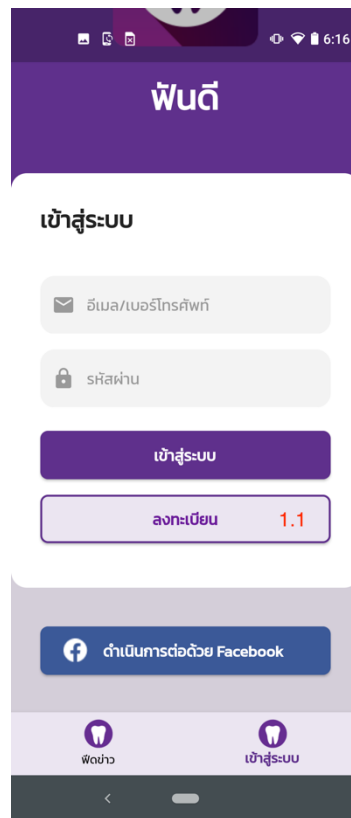 6:16
ฟันดี
เข้าสู่ระบบ
อีเมล/เบอร์โทรศัพท์
รหัสผ่าน
เข้าสู่ระบบ
ลงทะเบียน 1.1
ดำเนินการต่อด้วย Facebook
ฟีดข่าว เข้าสู่ระบบ